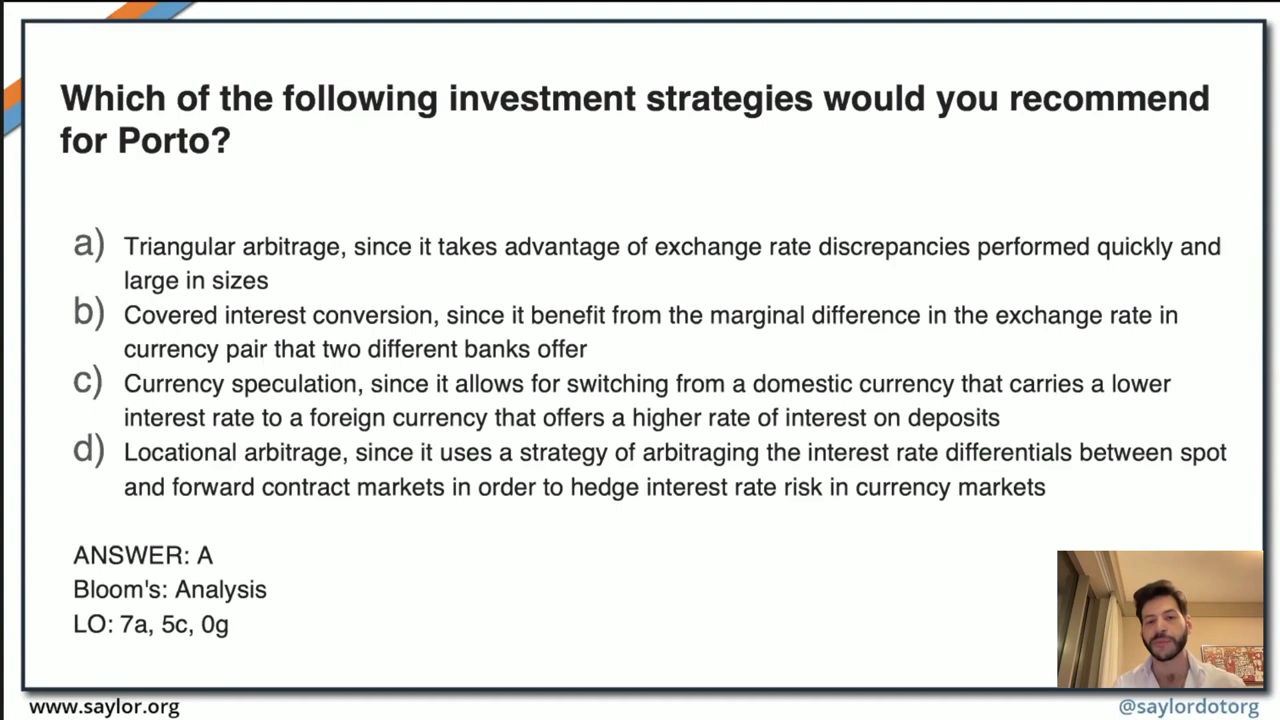 Which of the following investment strategies would you recommend
for Porto?
a) Triangular arbitrage, since it takes advantage of exchange rate discrepancies performed quickly and
large in sizes
b) Covered interest conversion, since it benefit from the marginal difference in the exchange rate in
currency pair that two different banks offer
c) Currency speculation, since it allows for switching from a domestic currency that carries a lower
interest rate to a foreign currency that offers a higher rate of interest on deposits
d) Locational arbitrage, since it uses a strategy of arbitraging the interest rate differentials between spot
and forward contract markets in order to hedge interest rate risk in currency markets
ANSWER: A
Bloom's: Analysis
LO: 7a, 5c, 0g
www.saylor.org
@saylordotorg